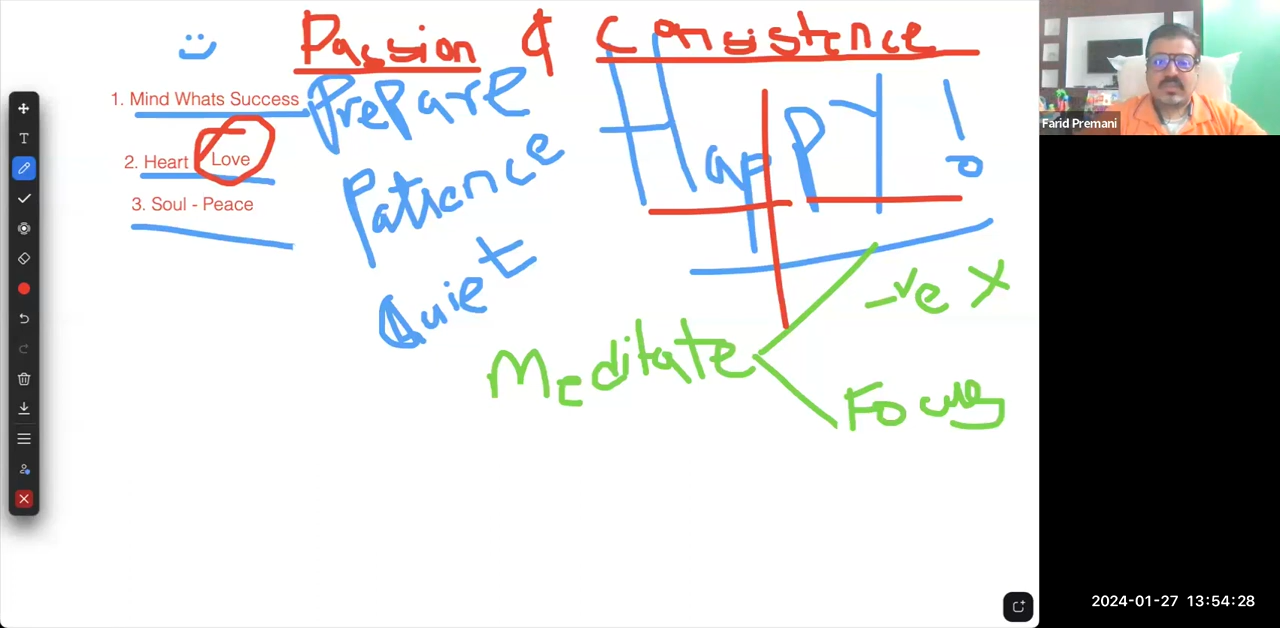 Passion & Consistence
1. Mind Whats Success
2. Heart Love
3. Soul - Peace
Prepare
Patience
Quiet
Happy!
Meditate
-ve X
Focus
T
Farid Premani
2024-01-27 13:54:28